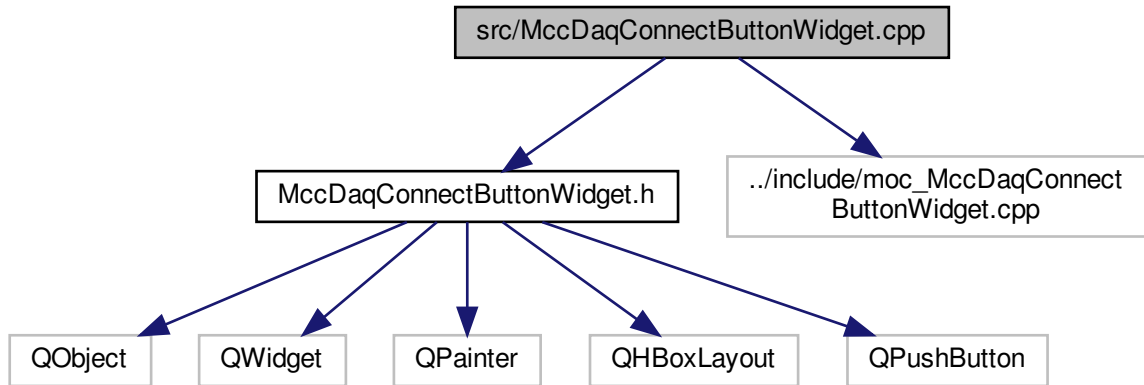 src/MccDaqConnectButtonWidget.cpp
MccDaqConnectButtonWidget.h
../include/moc_MccDaqConnect
ButtonWidget.cpp
QObject
QWidget
QPainter
QHBoxLayout
QPushButton